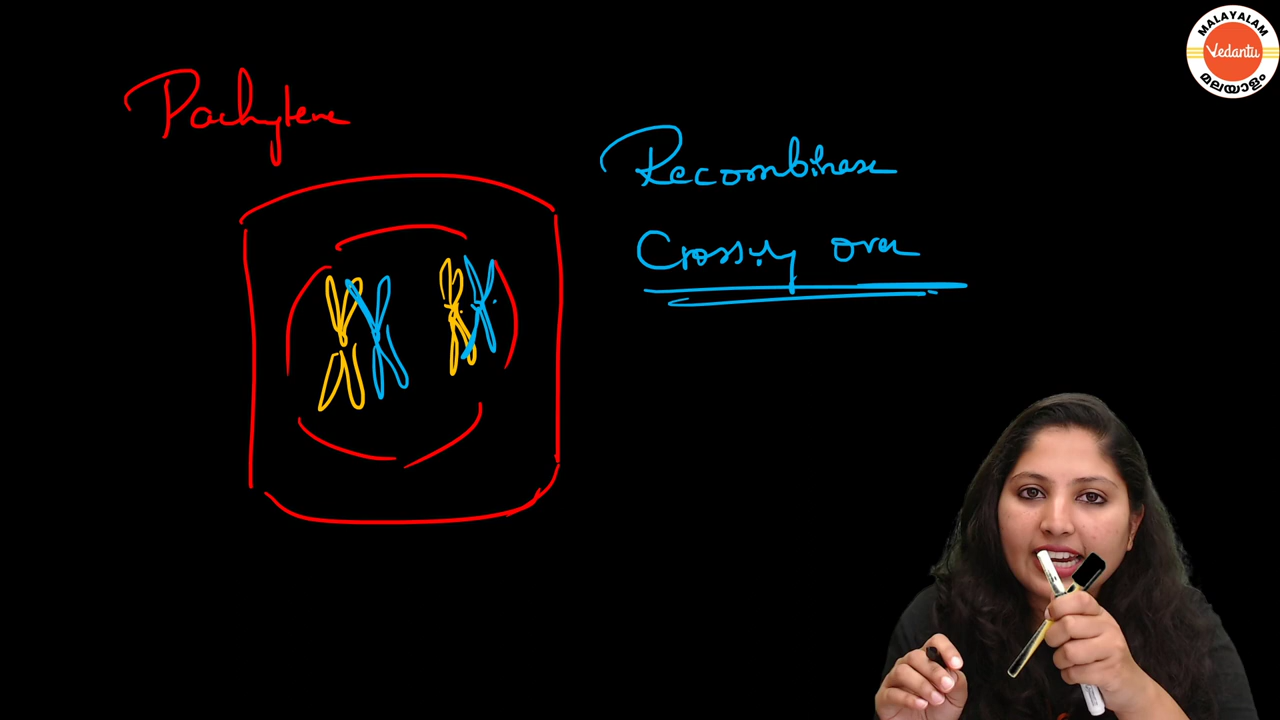 Pachytene
Recombinase
Crossing over
MALAYALAM
Vedantu
മലയാളം